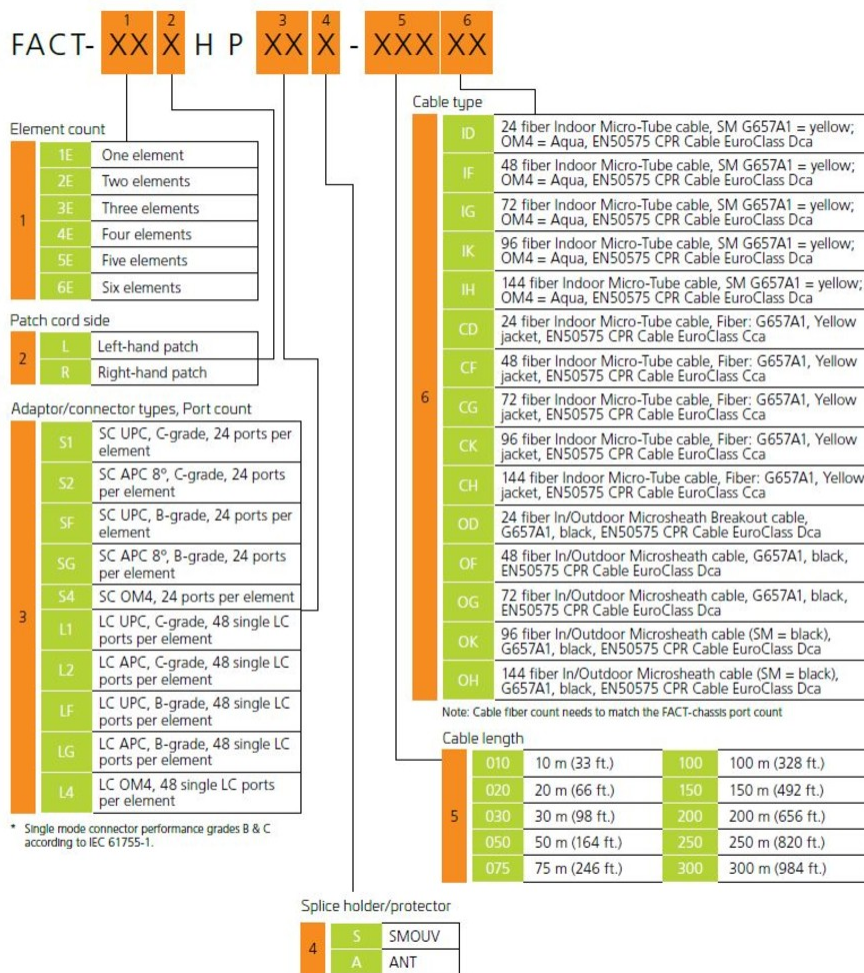 1 2 3 4 5 6
FACT- XX X H P XX X - XXX XX
Element count
1
1E One element
2E Two elements
3E Three elements
4E Four elements
5E Five elements
6E Six elements
Patch cord side
2
L Left-hand patch
R Right-hand patch
Adaptor/connector types, Port count
3
S1 SC UPC, C-grade, 24 ports per
element
S2 SC APC 8º, C-grade, 24 ports
per element
SF SC UPC, B-grade, 24 ports per
element
SG SC APC 8º, B-grade, 24 ports
per element
S4 SC OM4, 24 ports per element
L1 LC UPC, C-grade, 48 single LC
ports per element
L2 LC APC, C-grade, 48 single LC
ports per element
LF LC UPC, B-grade, 48 single LC
ports per element
LG LC APC, B-grade, 48 single LC
ports per element
L4 LC OM4, 48 single LC ports
per element
* Single mode connector performance grades B & C
according to IEC 61755-1.
Cable type
6
ID 24 fiber Indoor Micro-Tube cable, SM G657A1 = yellow;
OM4 = Aqua, EN50575 CPR Cable EuroClass Dca
IF 48 fiber Indoor Micro-Tube cable, SM G657A1 = yellow;
OM4 = Aqua, EN50575 CPR Cable EuroClass Dca
IG 72 fiber Indoor Micro-Tube cable, SM G657A1 = yellow;
OM4 = Aqua, EN50575 CPR Cable EuroClass Dca
IK 96 fiber Indoor Micro-Tube cable, SM G657A1 = yellow;
OM4 = Aqua, EN50575 CPR Cable EuroClass Dca
IH 144 fiber Indoor Micro-Tube cable, SM G657A1 = yellow;
OM4 = Aqua, EN50575 CPR Cable EuroClass Dca
CD 24 fiber Indoor Micro-Tube cable, Fiber: G657A1, Yellow
jacket, EN50575 CPR Cable EuroClass Cca
CF 48 fiber Indoor Micro-Tube cable, Fiber: G657A1, Yellow
jacket, EN50575 CPR Cable EuroClass Cca
CG 72 fiber Indoor Micro-Tube cable, Fiber: G657A1, Yellow
jacket, EN50575 CPR Cable EuroClass Cca
CK 96 fiber Indoor Micro-Tube cable, Fiber: G657A1, Yellow
jacket, EN50575 CPR Cable EuroClass Cca
CH 144 fiber Indoor Micro-Tube cable, Fiber: G657A1, Yellow
jacket, EN50575 CPR Cable EuroClass Cca
OD 24 fiber In/Outdoor Microsheath Breakout cable,
G657A1, black, EN50575 CPR Cable EuroClass Dca
OF 48 fiber In/Outdoor Microsheath cable, G657A1, black,
EN50575 CPR Cable EuroClass Dca
OG 72 fiber In/Outdoor Microsheath cable, G657A1, black,
EN50575 CPR Cable EuroClass Dca
OK 96 fiber In/Outdoor Microsheath cable (SM = black),
G657A1, black, EN50575 CPR Cable EuroClass Dca
OH 144 fiber In/Outdoor Microsheath cable (SM = black),
G657A1, black, EN50575 CPR Cable EuroClass Dca
Note: Cable fiber count needs to match the FACT-chassis port count
Cable length
5
010 10 m (33 ft.) 100 100 m (328 ft.)
020 20 m (66 ft.) 150 150 m (492 ft.)
030 30 m (98 ft.) 200 200 m (656 ft.)
050 50 m (164 ft.) 250 250 m (820 ft.)
075 75 m (246 ft.) 300 300 m (984 ft.)
Splice holder/protector
4
S SMOUV
A ANT